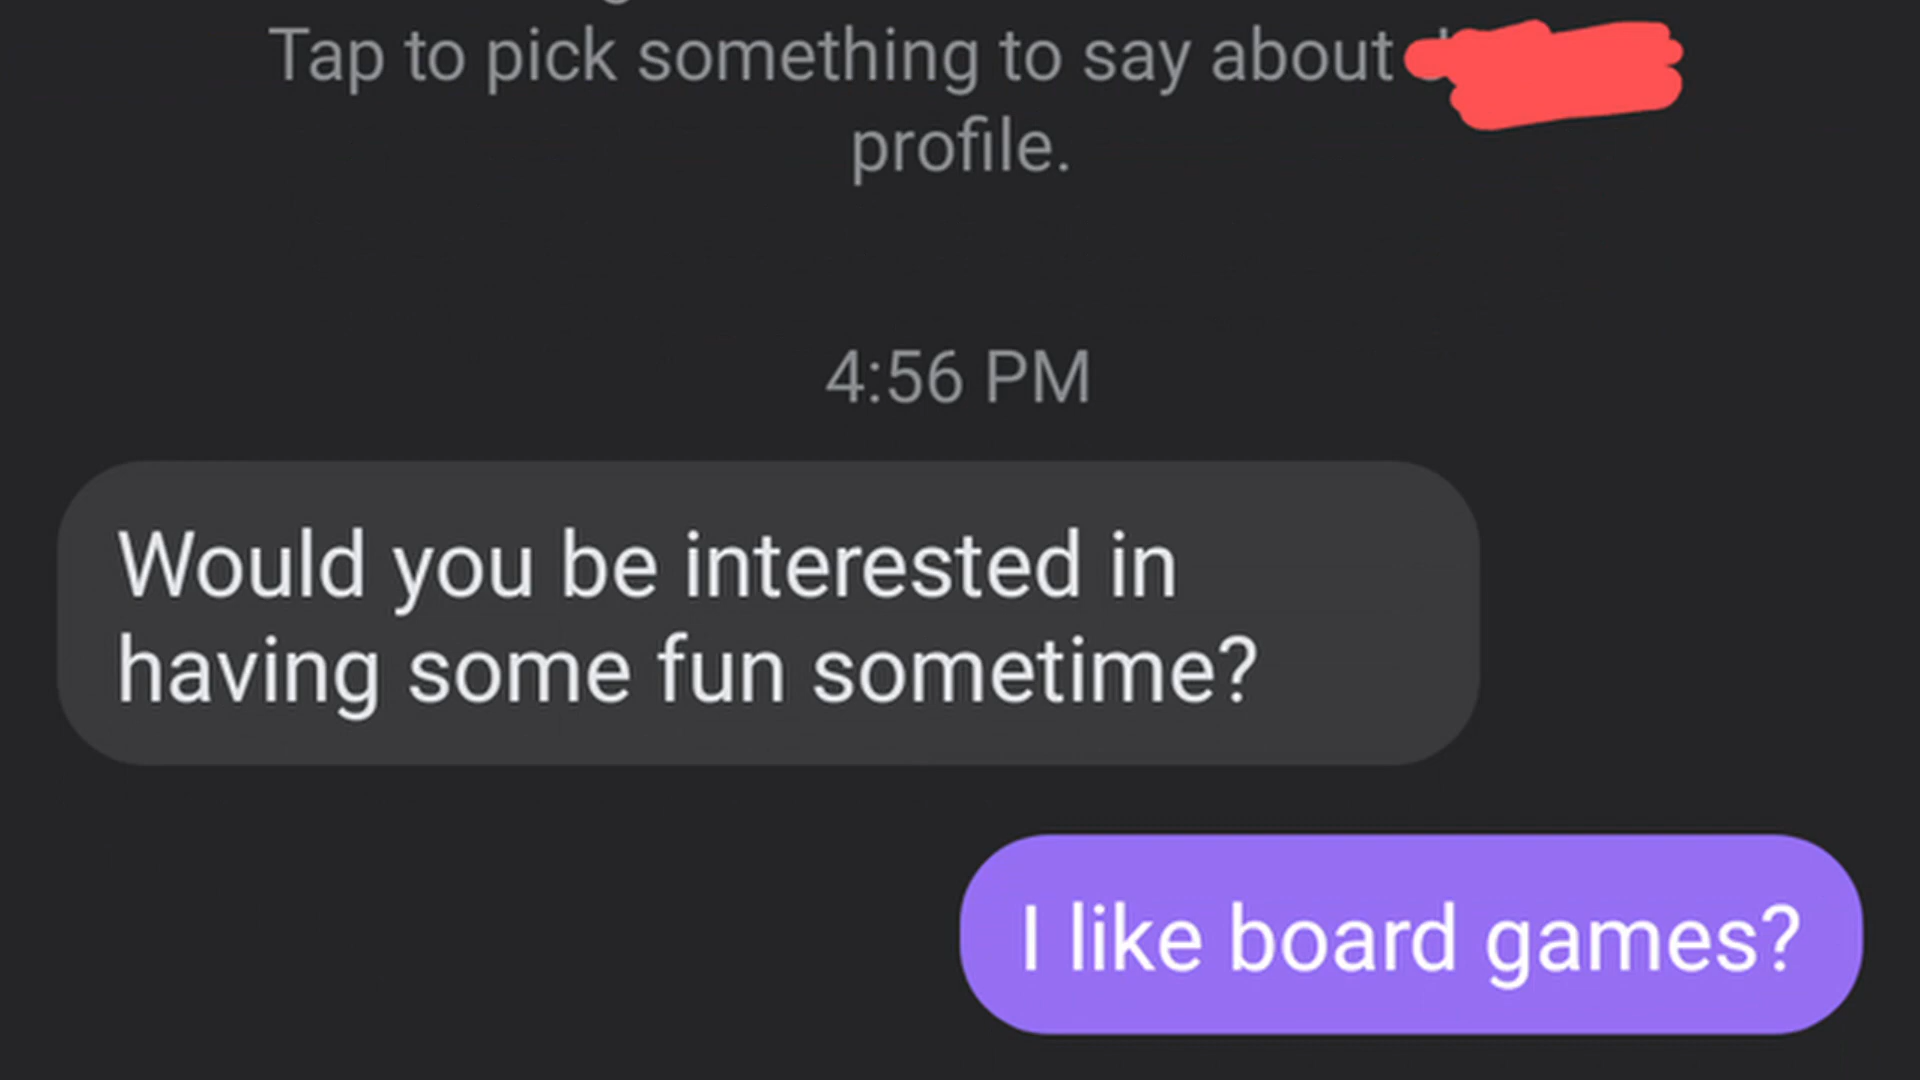 Tap to pick something to say about
profile.
4:56 PM
Would you be interested in
having some fun sometime?
I like board games?